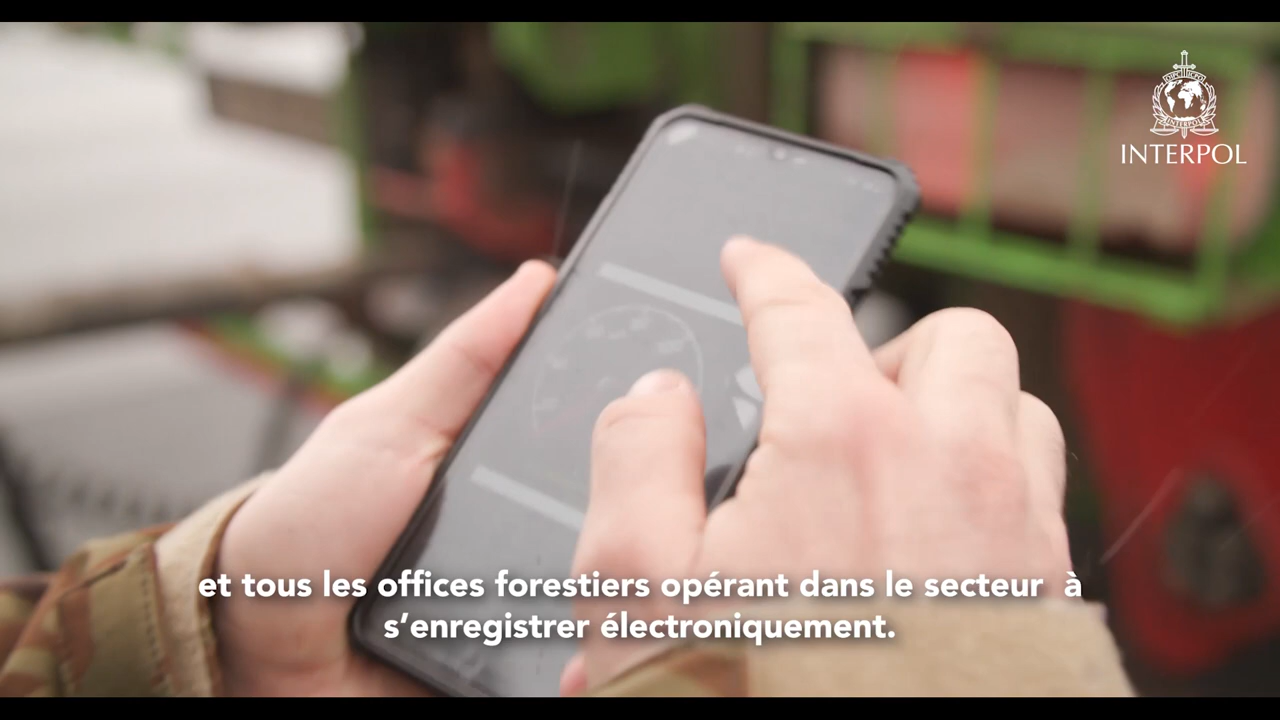 INTERPOL
et tous les offices forestiers opérant dans le secteur à
s’enregistrer électroniquement.